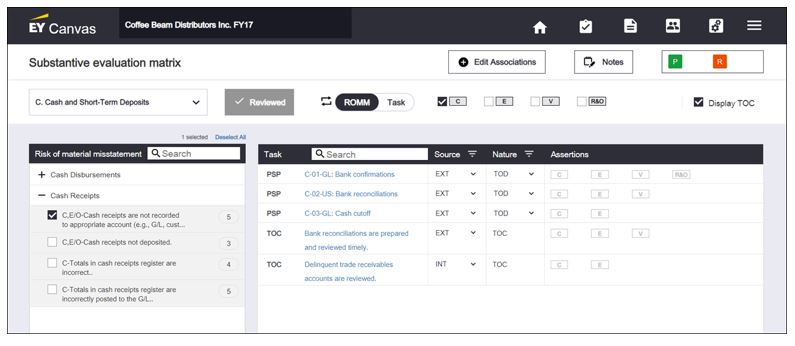 EY Canvas
Coffee Beam Distributors Inc. FY17
Substantive evaluation matrix
Edit Associations
Notes
P R
C. Cash and Short-Term Deposits
Reviewed
ROMM Task
C E V R&O
Display TOC
1 selected Deselect All
Risk of material misstatement Search
Task Search Source Nature Assertions
Cash Disbursements
Cash Receipts
C,E/O-Cash receipts are not recorded
to appropriate account (e.g., G/L, cust...
5
C,E/O-Cash receipts not deposited.
3
C-Totals in cash receipts register are
incorrect..
4
C-Totals in cash receipts register are
incorrectly posted to the G/L..
5
PSP C-01-GL: Bank confirmations EXT TOD C E V R&O
PSP C-02-US: Bank reconciliations EXT TOD C E V
PSP C-03-GL: Cash cutoff EXT TOD C E
TOC Bank reconciliations are prepared EXT TOC C E V
and reviewed timely.
TOC Delinquent trade receivables INT TOC C E
accounts are reviewed.